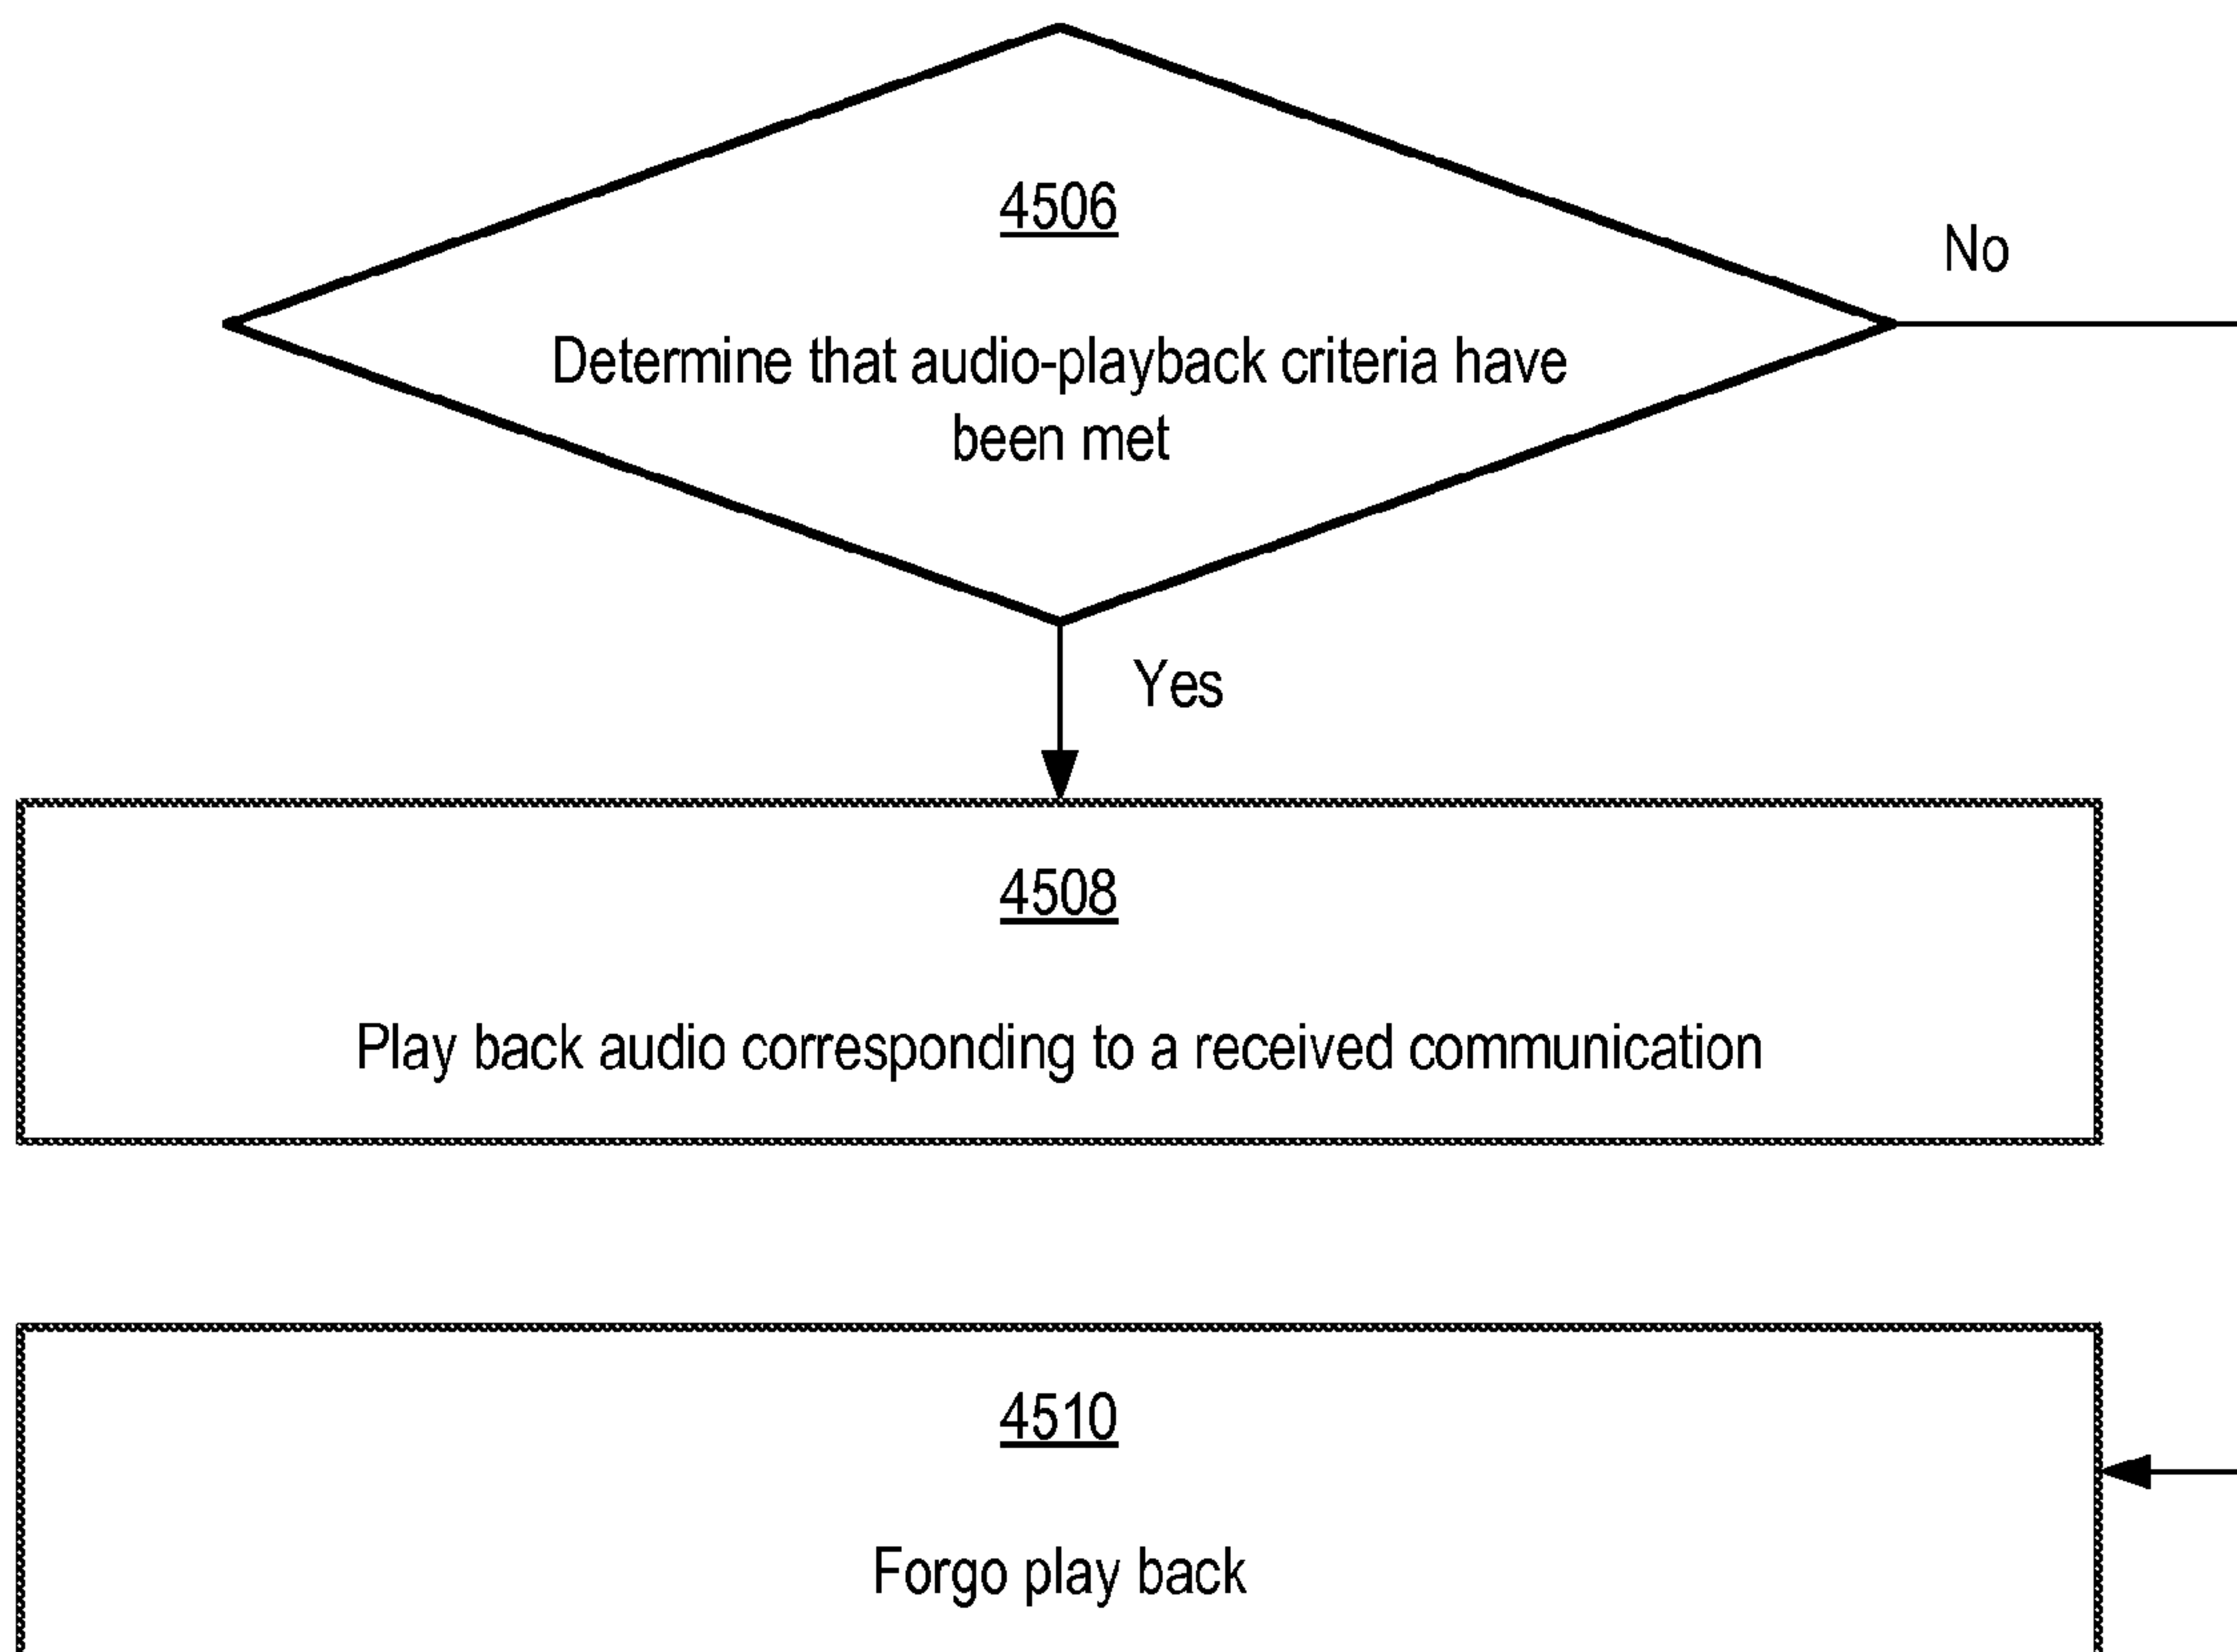 4506
No
Determine that audio-playback criteria have
been met
Yes
4508
Play back audio corresponding to a received communication
4510
Forgo play back